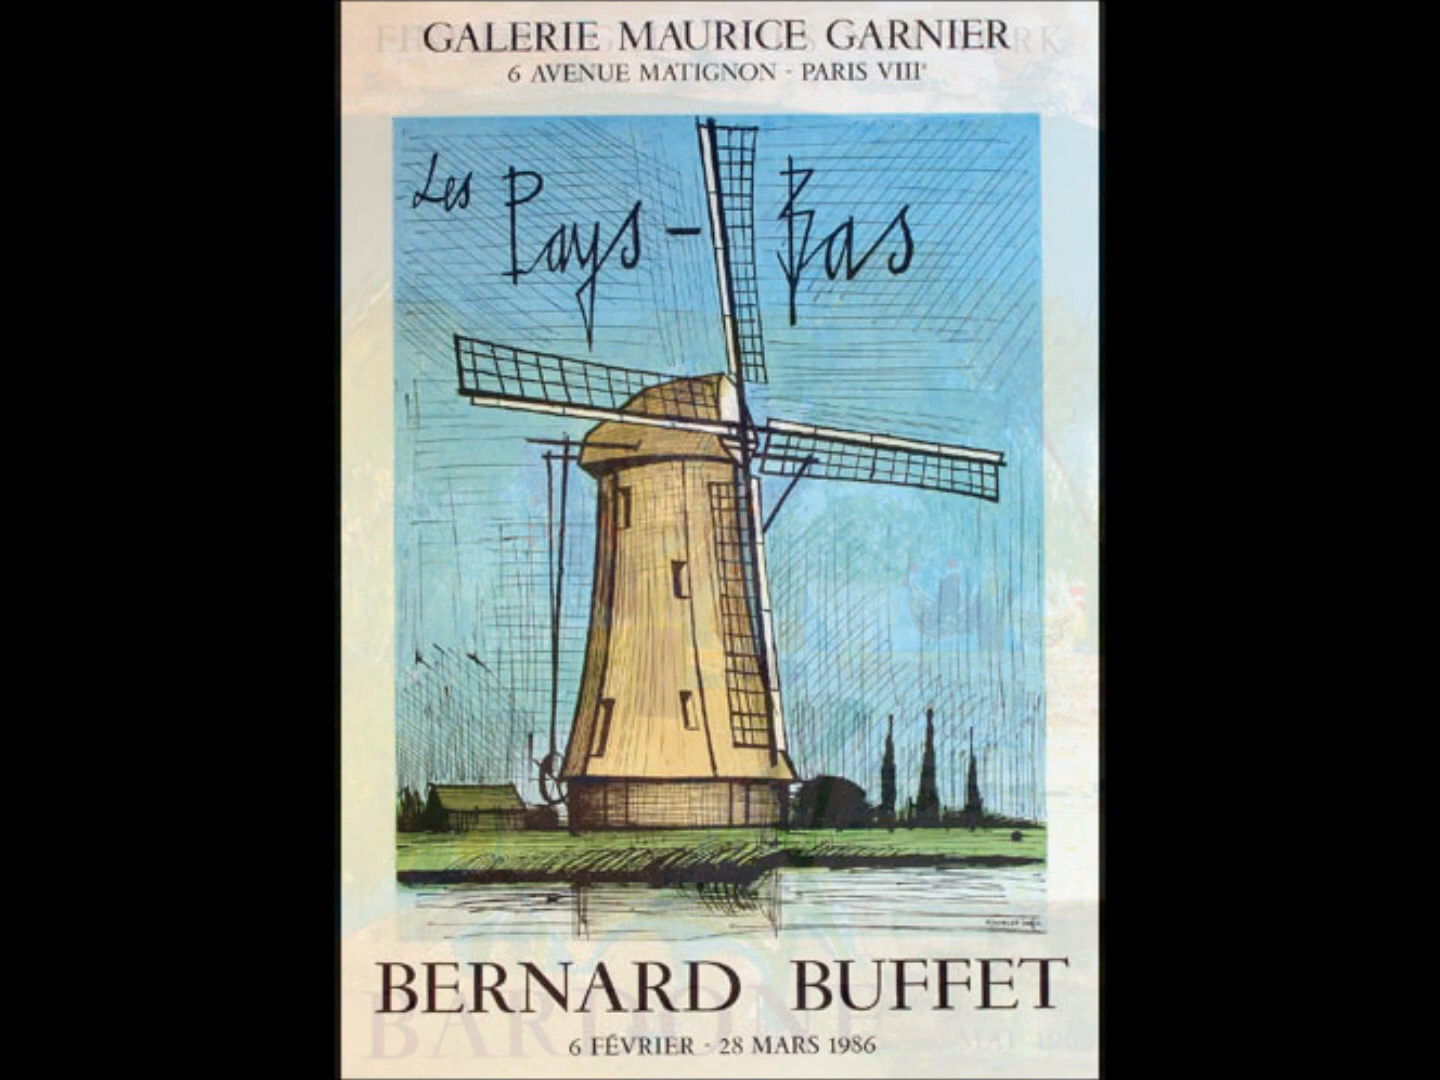 GALERIE MAURICE GARNIER
6 AVENUE MATIGNON - PARIS VIIIᵉ
Les Pays-Bas
BERNARD BUFFET
6 FÉVRIER - 28 MARS 1986